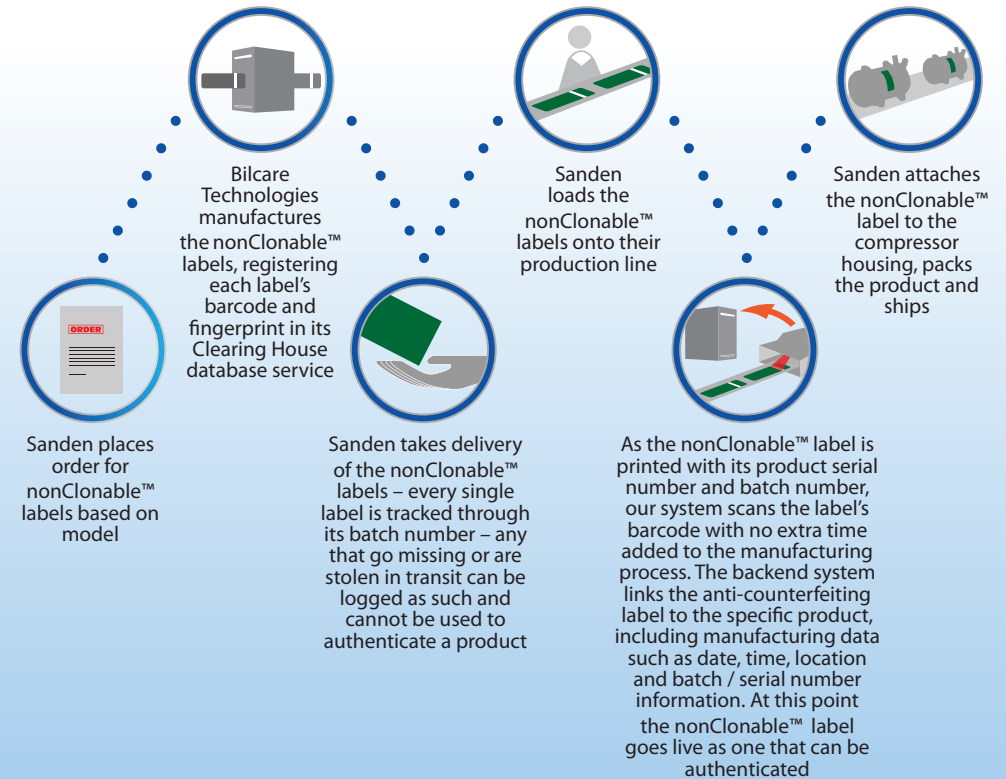 ORDER
Sanden places
order for
nonClonable™
labels based on
model
Bilcare
Technologies
manufactures
the nonClonable™
labels, registering
each label’s
barcode and
fingerprint in its
Clearing House
database service
Sanden takes delivery
of the nonClonable™
labels – every single
label is tracked through
its batch number – any
that go missing or are
stolen in transit can be
logged as such and
cannot be used to
authenticate a product
Sanden
loads the
nonClonable™
labels onto their
production line
As the nonClonable™ label is
printed with its product serial
number and batch number,
our system scans the label’s
barcode with no extra time
added to the manufacturing
process. The backend system
links the anti-counterfeiting
label to the specific product,
including manufacturing data
such as date, time, location
and batch / serial number
information. At this point
the nonClonable™ label
goes live as one that can be
authenticated
Sanden attaches
the nonClonable™
label to the
compressor
housing, packs
the product and
ships